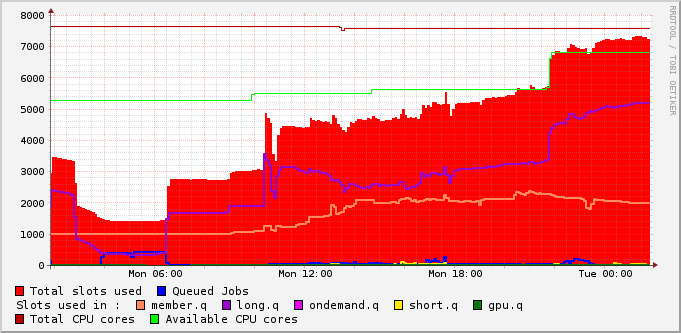 8000
7000
6000
5000
4000
3000
2000
1000
0
Mon 06:00 Mon 12:00 Mon 18:00 Tue 00:00
Total slots used Queued Jobs
Slots used in : member.q long.q ondemand.q short.q gpu.q
Total CPU cores Available CPU cores
RRDTOOL / TOBI OETIKER